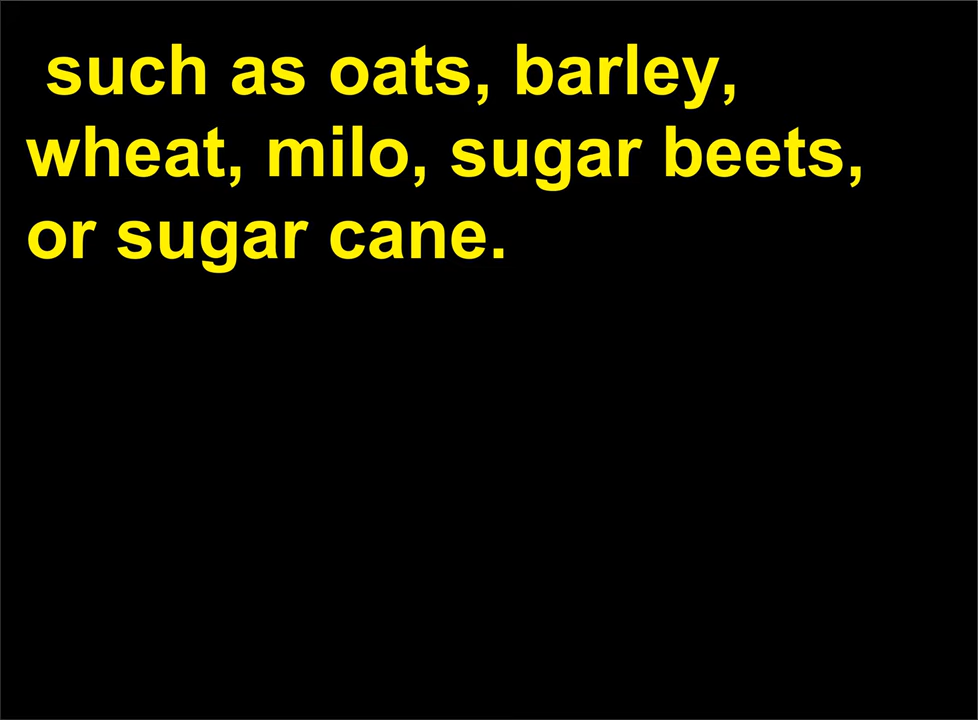 such as oats, barley,
wheat, milo, sugar beets,
or sugar cane.